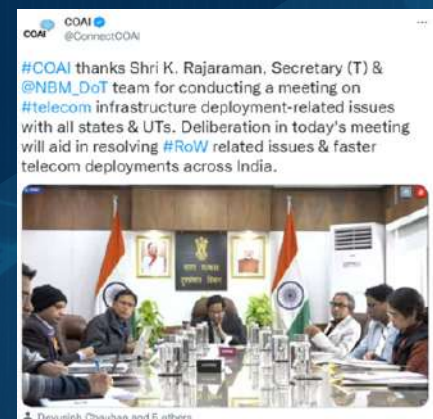 COAI
COAI
@ConnectCOAI
#COAI thanks Shri K. Rajaraman, Secretary (T) &
@NBM_DoT team for conducting a meeting on
#telecom infrastructure deployment-related issues
with all states & UTs. Deliberation in today's meeting
will aid in resolving #RoW related issues & faster
telecom deployments across India.
Devusinh Chauhan and 5 others